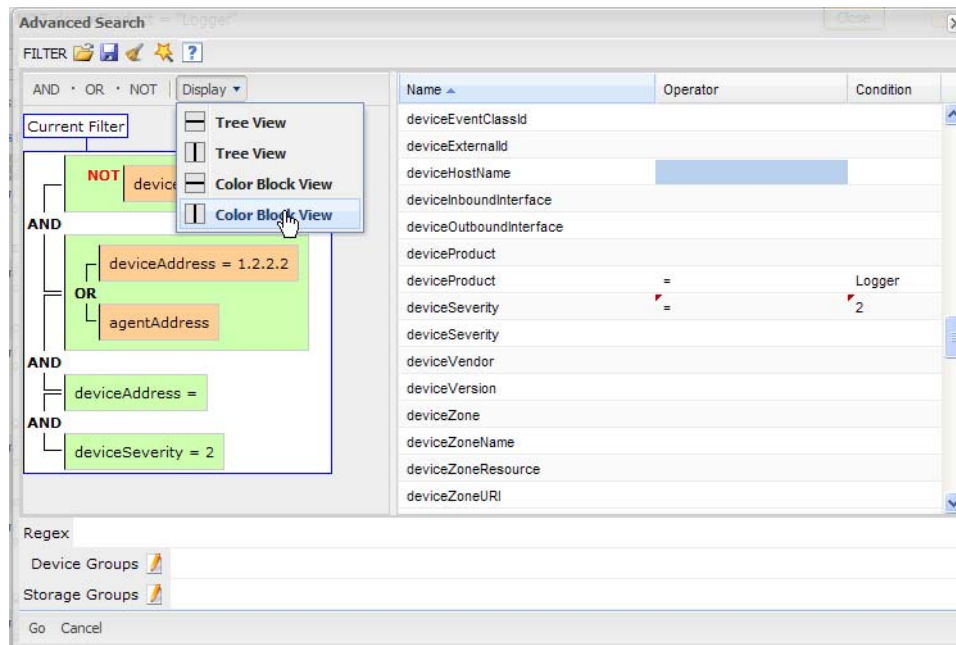 Advanced Search = "Logger"
Close
FILTER
AND · OR · NOT Display
Name Operator Condition
Tree View
Tree View
Color Block View
Color Block View
Current Filter
NOT device
AND
deviceAddress = 1.2.2.2
OR
agentAddress
AND
deviceAddress =
AND
deviceSeverity = 2
deviceEventClassId
deviceExternalId
deviceHostName
deviceInboundInterface
deviceOutboundInterface
deviceProduct
deviceProduct = Logger
deviceSeverity = 2
deviceSeverity
deviceVendor
deviceVersion
deviceZone
deviceZoneName
deviceZoneResource
deviceZoneURI
Regex
Device Groups
Storage Groups
Go Cancel